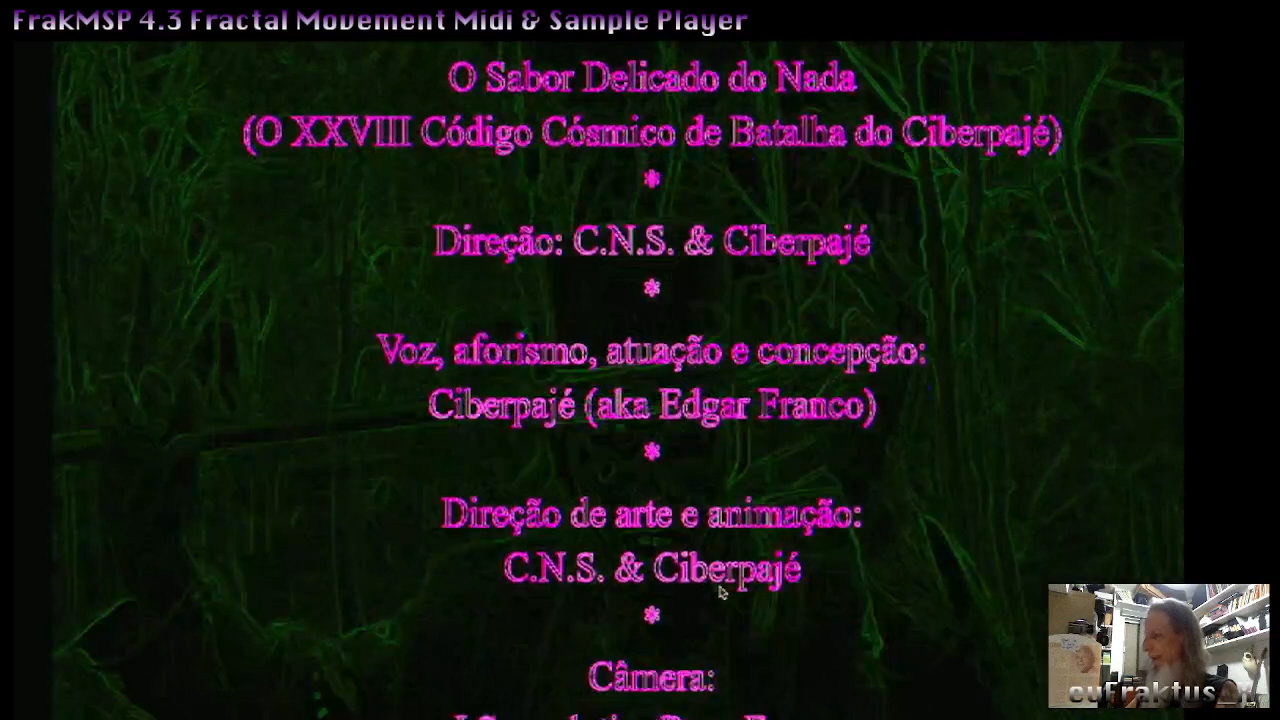 FrakMSP 4.3 Fractal Movement Midi & Sample Player
O Sabor Delicado do Nada
(O XXVIII Código Cósmico de Batalha do Ciberpajé)
*
Direção: C.N.S. & Ciberpajé
*
Voz, aforismo, atuação e concepção:
Ciberpajé (aka Edgar Franco)
*
Direção de arte e animação:
C.N.S. & Ciberpajé
*
Câmera:
euFraktus